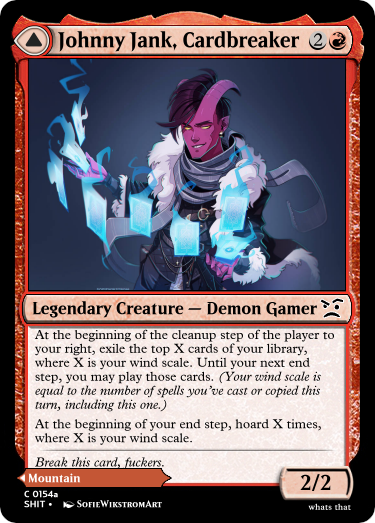 Johnny Jank, Cardbreaker 2
Legendary Creature — Demon Gamer
At the beginning of the cleanup step of the player to
your right, exile the top X cards of your library,
where X is your wind scale. Until your next end
step, you may play those cards. (Your wind scale is
equal to the number of spells you've cast or copied this
turn, including this one.)
At the beginning of your end step, hoard X times,
where X is your wind scale.
Break this card, fuckers.
Mountain
2/2
C 0154a
SHIT • SofieWikstromArt
whats that